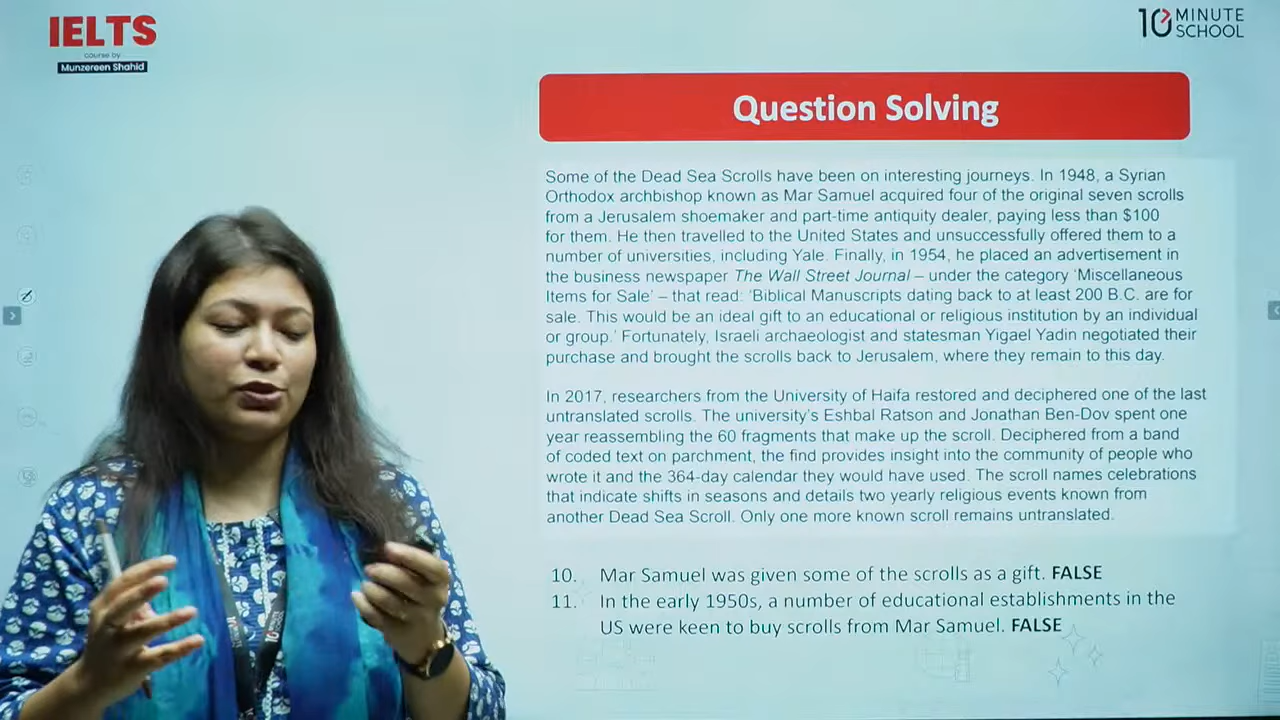 IELTS
course by
Munzereen Shahid
10 MINUTE
SCHOOL
Question Solving
Some of the Dead Sea Scrolls have been on interesting journeys. In 1948, a Syrian
Orthodox archbishop known as Mar Samuel acquired four of the original seven scrolls
from a Jerusalem shoemaker and part-time antiquity dealer, paying less than $100
for them. He then travelled to the United States and unsuccessfully offered them to a
number of universities, including Yale. Finally, in 1954, he placed an advertisement in
the business newspaper The Wall Street Journal – under the category ‘Miscellaneous
Items for Sale’ – that read: ‘Biblical Manuscripts dating back to at least 200 B.C. are for
sale. This would be an ideal gift to an educational or religious institution by an individual
or group.’ Fortunately, Israeli archaeologist and statesman Yigael Yadin negotiated their
purchase and brought the scrolls back to Jerusalem, where they remain to this day.
In 2017, researchers from the University of Haifa restored and deciphered one of the last
untranslated scrolls. The university’s Eshbal Ratson and Jonathan Ben-Dov spent one
year reassembling the 60 fragments that make up the scroll. Deciphered from a band
of coded text on parchment, the find provides insight into the community of people who
wrote it and the 364-day calendar they would have used. The scroll names celebrations
that indicate shifts in seasons and details two yearly religious events known from
another Dead Sea Scroll. Only one more known scroll remains untranslated.
10. Mar Samuel was given some of the scrolls as a gift. FALSE
11. In the early 1950s, a number of educational establishments in the
US were keen to buy scrolls from Mar Samuel. FALSE